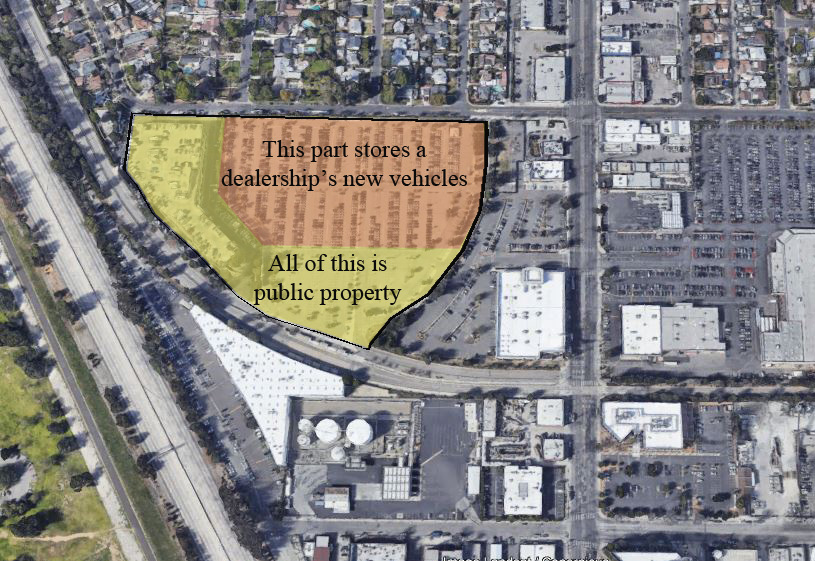 This part stores a
dealership's new vehicles
All of this is
public property